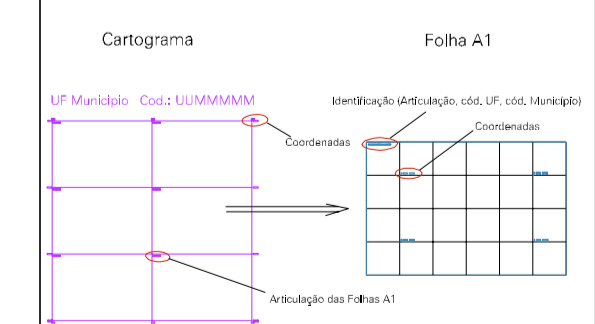 Cartograma
Folha A1
UF Municipio Cod.: UUMMMMM
Identificação (Articulação, cód. UF, cód. Município)
Coordenadas
Coordenadas
Articulação das Folhas A1